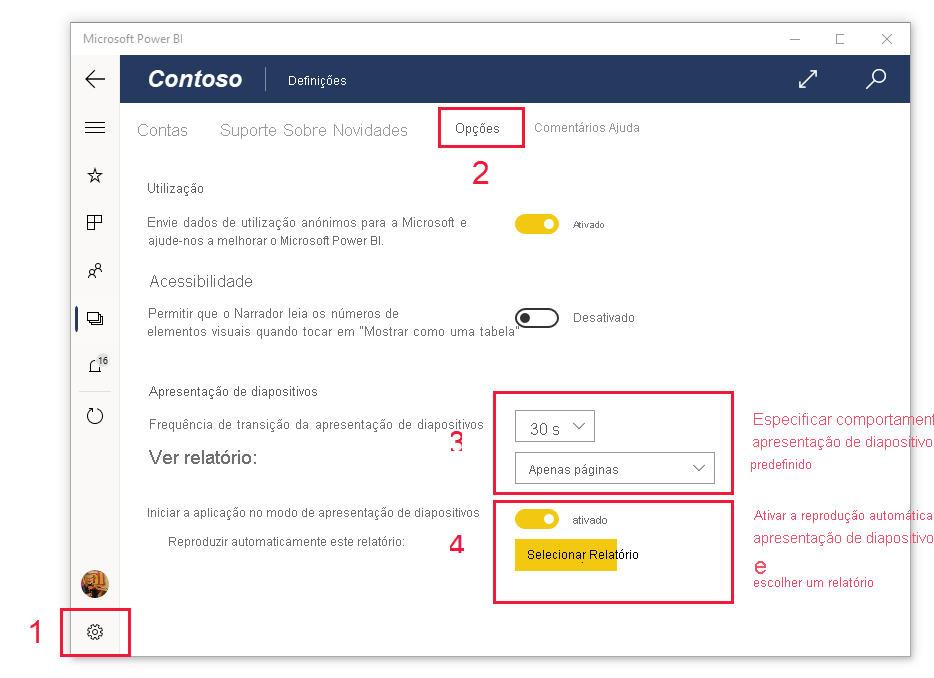 Microsoft Power BI
Contoso
Definições
Contas
Suporte Sobre Novidades
Opções
Comentários Ajuda
2
Utilização
Envie dados de utilização anónimos para a Microsoft e
ajude-nos a melhorar o Microsoft Power BI.
Ativado
Acessibilidade
Permitir que o Narrador leia os números de
elementos visuais quando tocar em "Mostrar como uma tabela"
Desativado
16
Apresentação de diapositivos
Frequência de transição da apresentação de diapositivos
3
30 s
Especificar comportament
apresentação de diapositivo
predefinido
Ver relatório:
Apenas páginas
Iniciar a aplicação no modo de apresentação de diapositivos
ativado
Ativar a reprodução automática
apresentação de diapositivo
Reproduzir automaticamente este relatório:
4
Selecionar Relatório
e
escolher um relatório
1